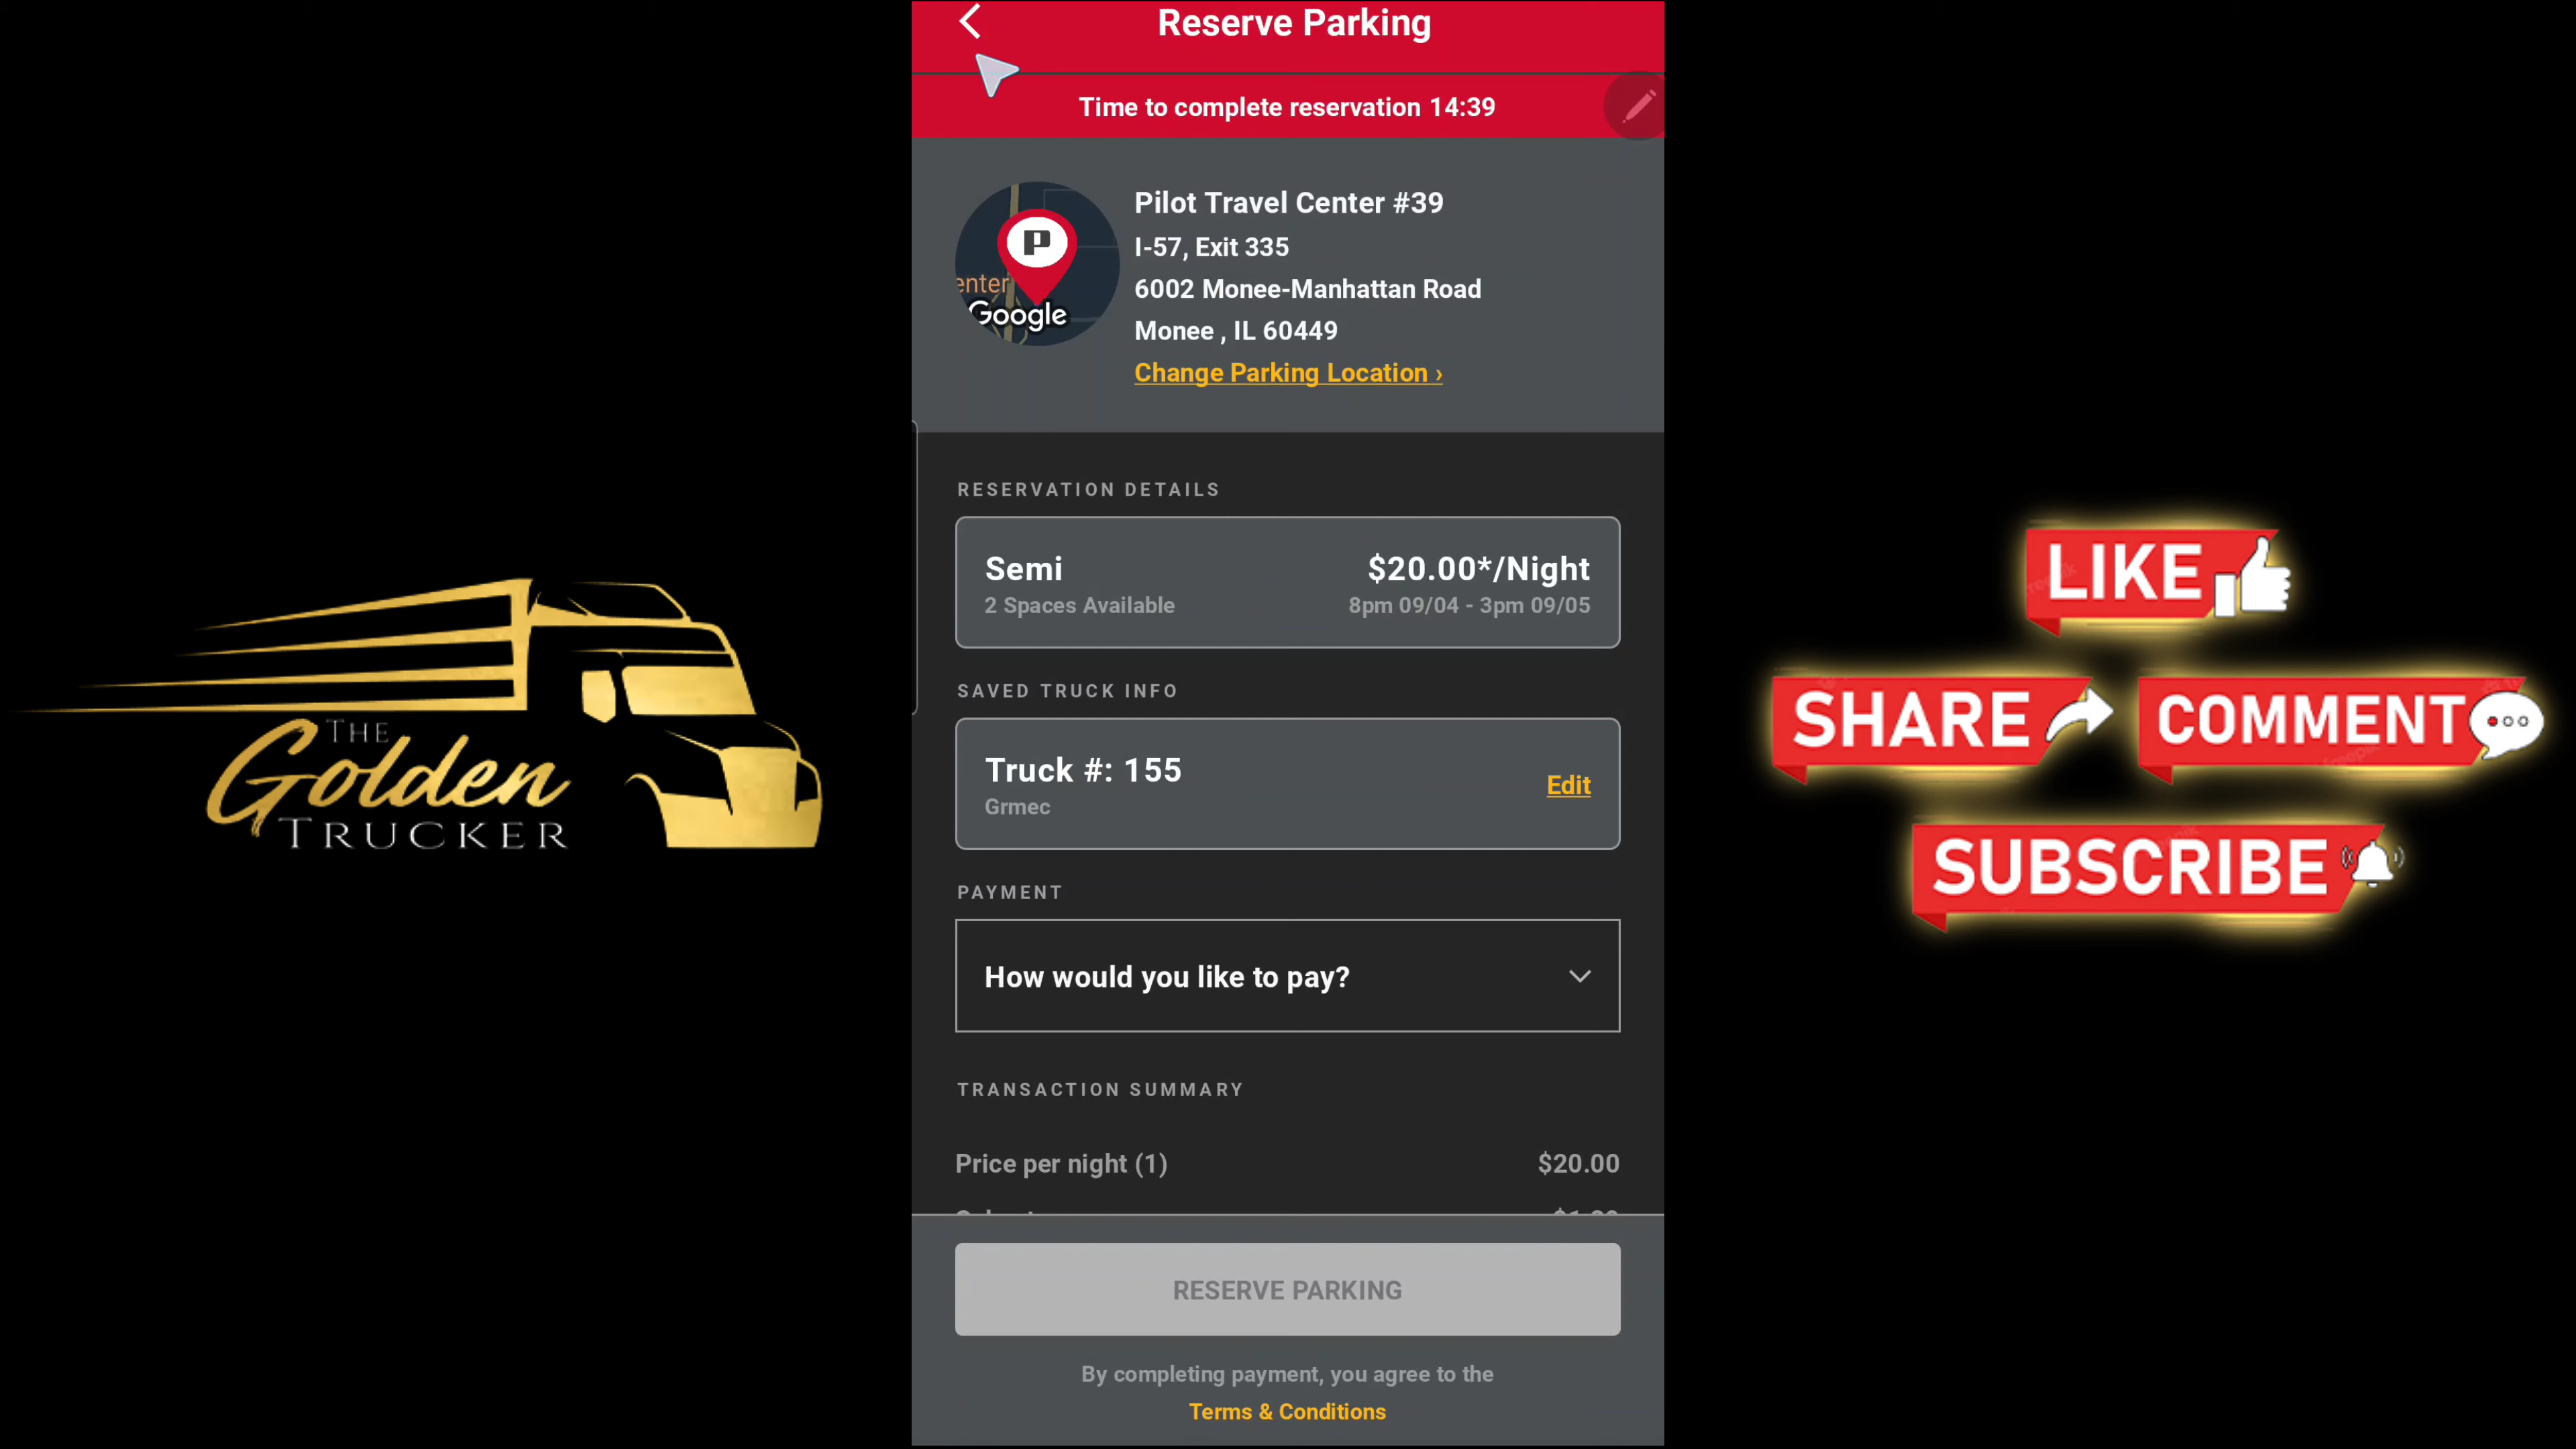 Reserve Parking
Time to complete reservation 14:39
Pilot Travel Center #39
I-57, Exit 335
6002 Monee-Manhattan Road
Monee , IL 60449
Change Parking Location ›
enter
Google
RESERVATION DETAILS
Semi $20.00*/Night
2 Spaces Available 8pm 09/04 - 3pm 09/05
SAVED TRUCK INFO
Truck #: 155
Grmec
Edit
PAYMENT
How would you like to pay?
TRANSACTION SUMMARY
Price per night (1) $20.00
RESERVE PARKING
By completing payment, you agree to the
Terms & Conditions
THE
Golden
TRUCKER
LIKE
SHARE
COMMENT
SUBSCRIBE